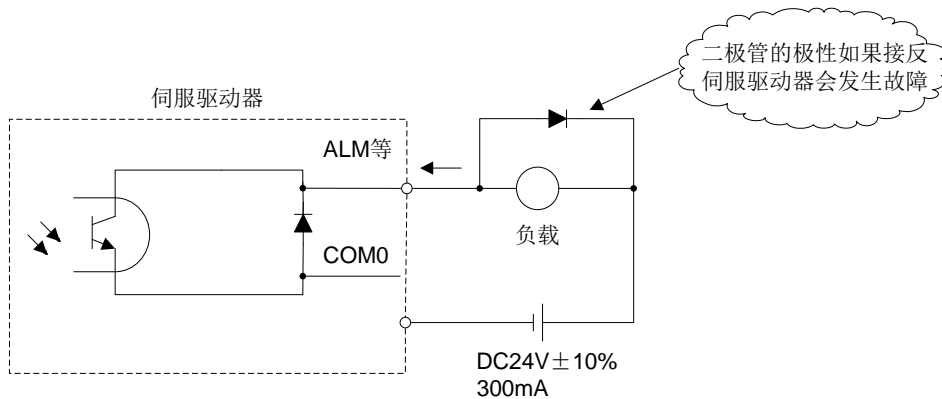 二极管的极性如果接反
伺服驱动器会发生故障
伺服驱动器
ALM等
负载
COM0
DC24V±10%
300mA